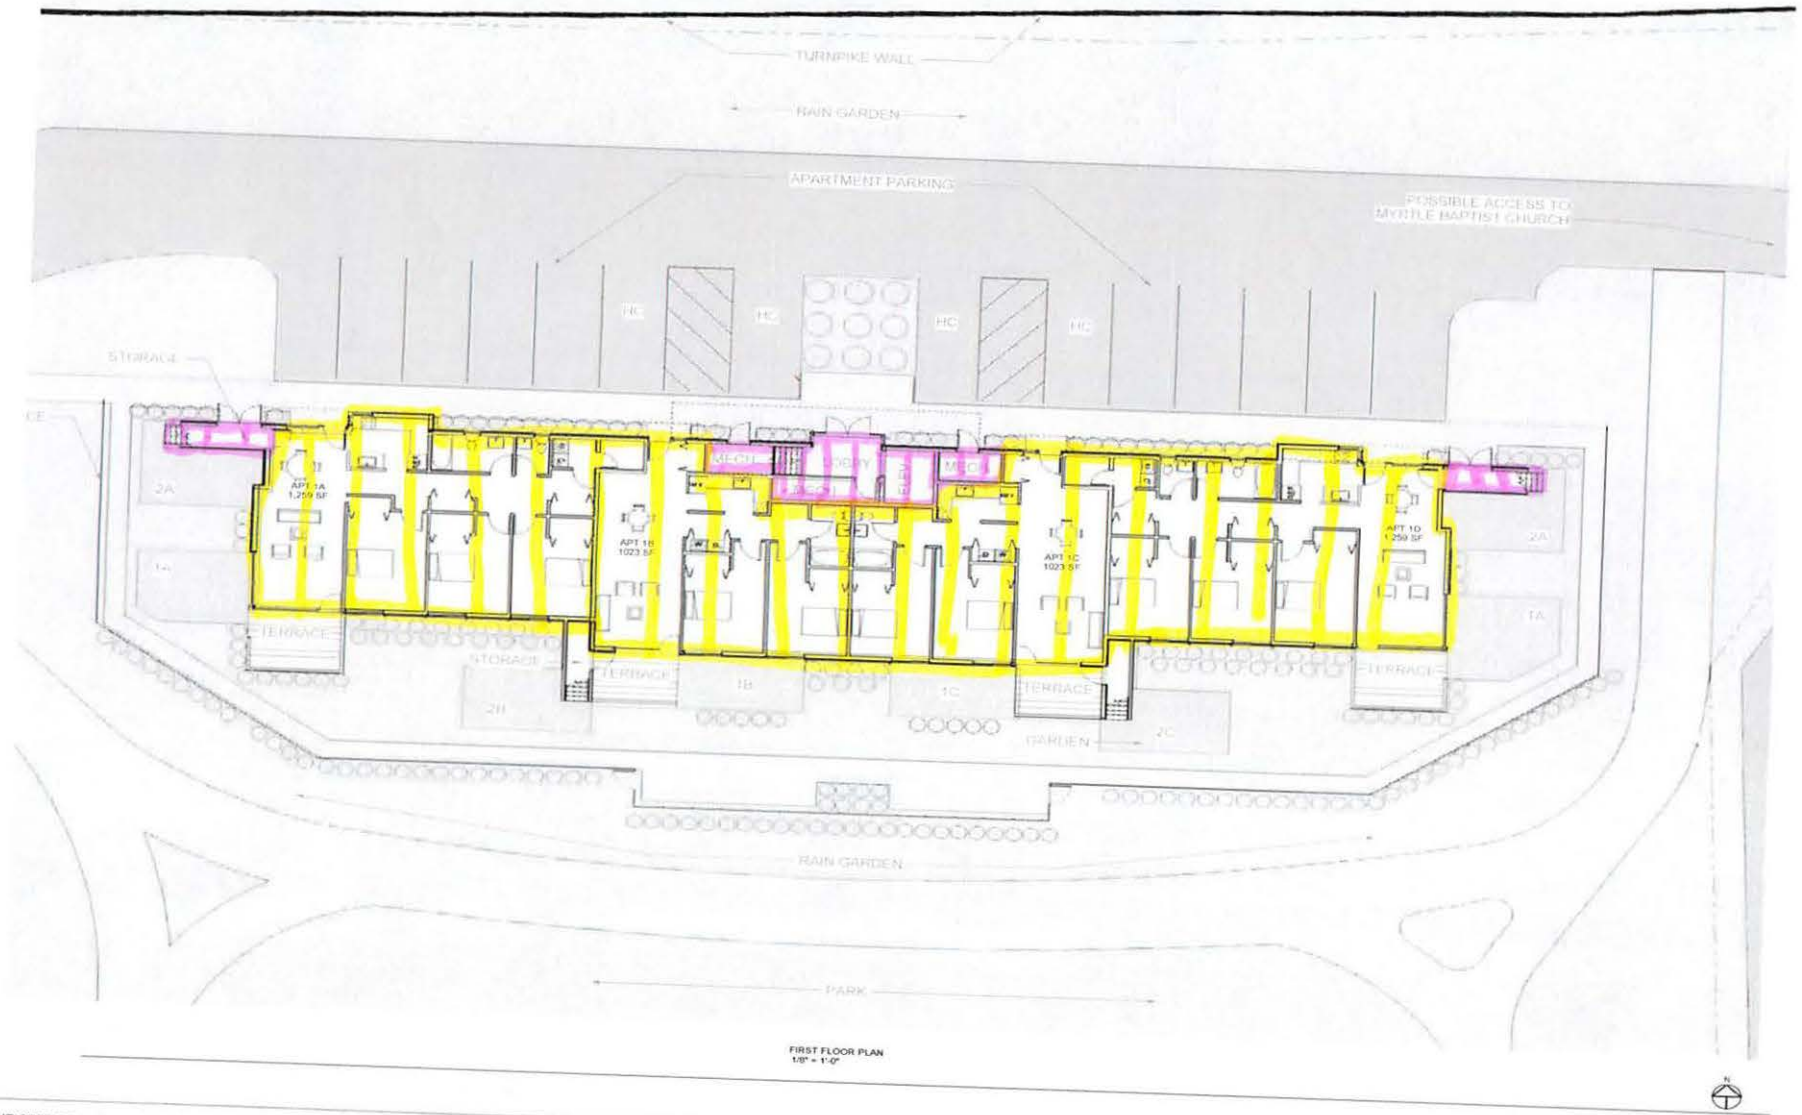 TURNPIKE WALL
RAIN GARDEN
APARTMENT PARKING
POSSIBLE ACCESS TO
MYRTLE BAPTIST CHURCH
HC
HC
HC
HC
STORAGE
2A
1A
APT 1A
1,259 SF
MECH
LOBBY
ELEV
MECH
APT 1B
1023 SF
APT 1C
1023 SF
APT 1D
1,259 SF
2A
1A
TERRACE
STORAGE
TERRACE
1B
1C
TERRACE
TERRACE
2B
GARDEN
2C
RAIN GARDEN
PARK
FIRST FLOOR PLAN
1/8" = 1'-0"
N